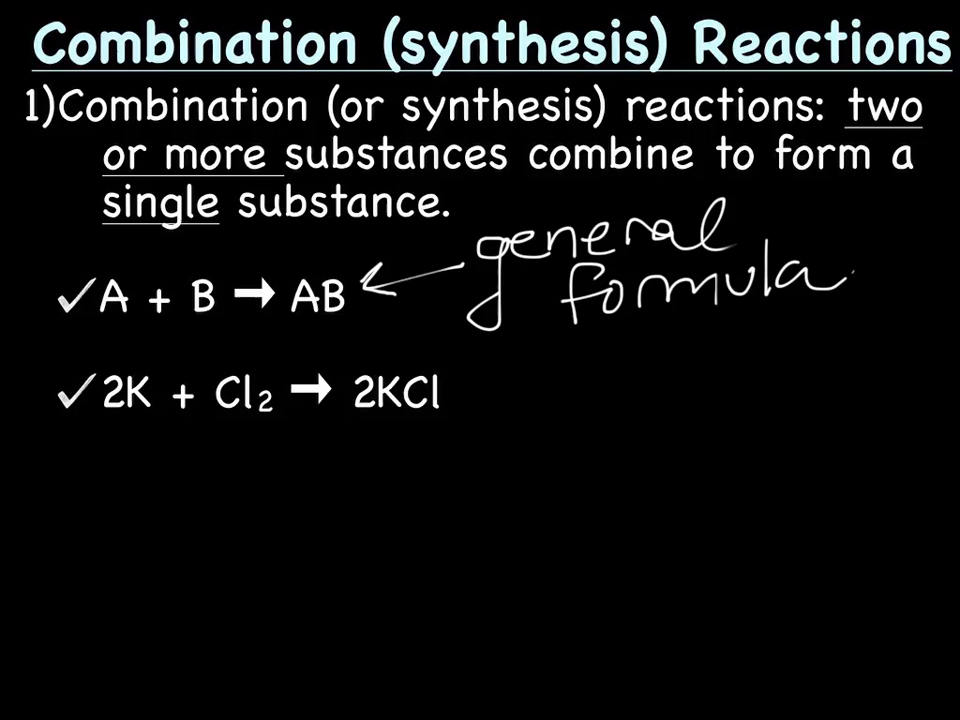 Combination (synthesis) Reactions
1)Combination (or synthesis) reactions: two
or more substances combine to form a
single substance.
general
formula
✓A + B → AB
✓2K + Cl₂ → 2KCl